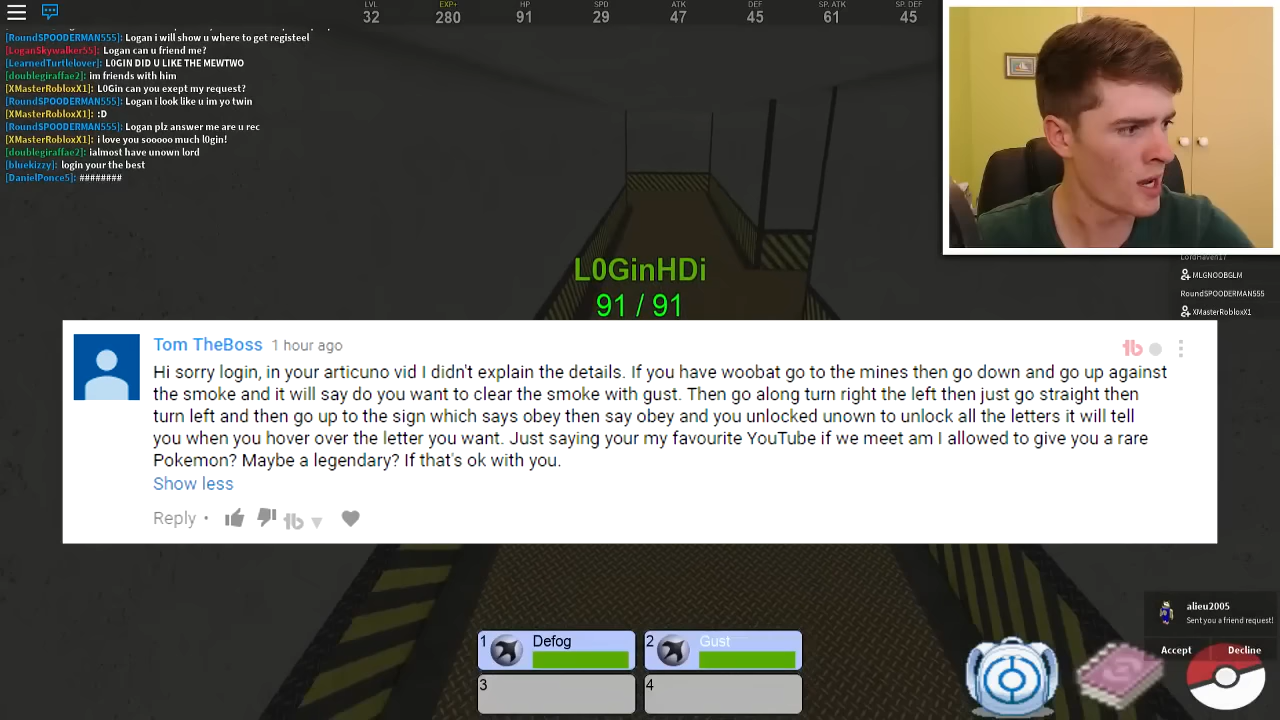 LVL EXP+ HP SPD ATK DEF SP. ATK SP. DEF
32 280 91 29 47 45 61 45
[RoundSPOODERMAN555]: Logan i will show u where to get registeel
[LoganSkywalker55]: Logan can u friend me?
[LearnedTurtlelover]: L0GIN DID U LIKE THE MEWTWO
[doublegiraffae2]: im friends with him
[XMasterRobloxX1]: L0Gin can you exept my request?
[RoundSPOODERMAN555]: Logan i look like u im yo twin
[XMasterRobloxX1]: :D
[RoundSPOODERMAN555]: Logan plz answer me are u rec
[XMasterRobloxX1]: i love you sooooo much l0gin!
[doublegiraffae2]: ialmost have unown lord
[bluekizzy]: login your the best
[DanielPonce5]: ########
LordHaven17
MLGNOOBGLM
RoundSPOODERMAN555
XMasterRobloxX1
L0GinHDi
91 / 91
Tom TheBoss 1 hour ago
Hi sorry login, in your articuno vid I didn't explain the details. If you have woobat go to the mines then go down and go up against
the smoke and it will say do you want to clear the smoke with gust. Then go along turn right the left then just go straight then
turn left and then go up to the sign which says obey then say obey and you unlocked unown to unlock all the letters it will tell
you when you hover over the letter you want. Just saying your my favourite YouTube if we meet am I allowed to give you a rare
Pokemon? Maybe a legendary? If that's ok with you.
Show less
Reply
alieu2005
Sent you a friend request!
Accept Decline
1 Defog 2 Gust
3 4